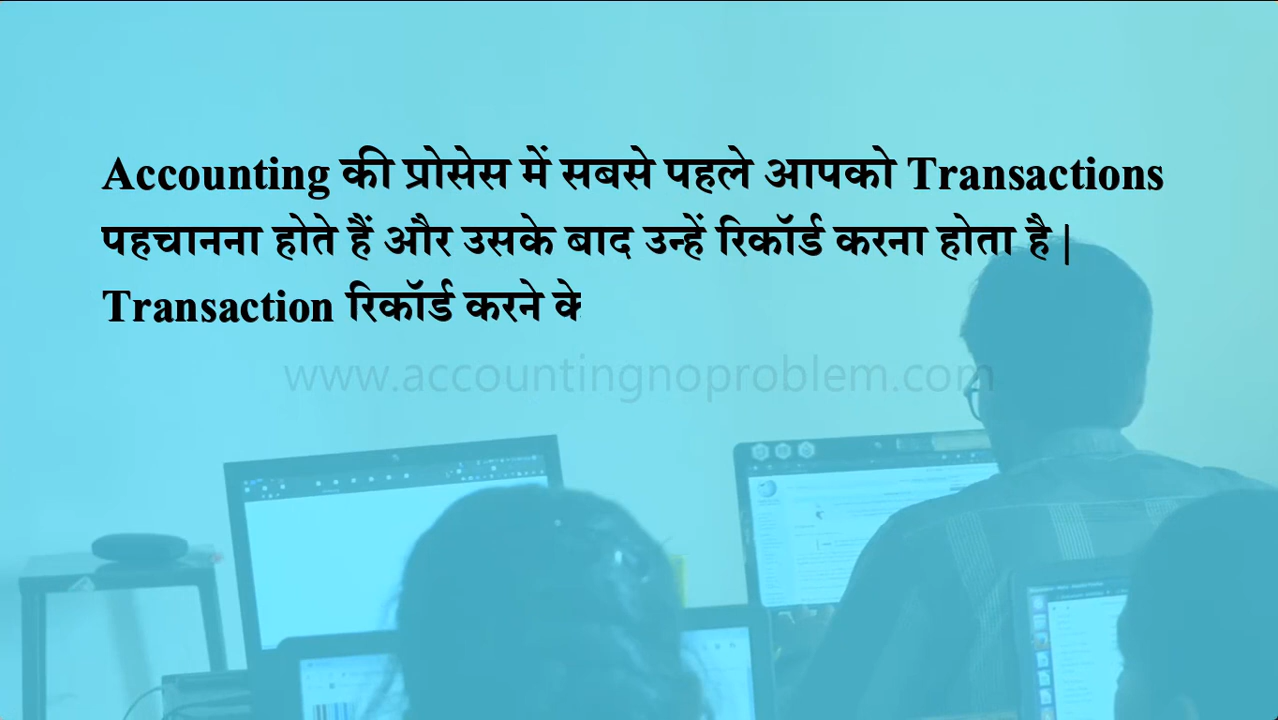 Accounting की प्रोसेस में सबसे पहले आपको Transactions
पहचानना होते हैं और उसके बाद उन्हें रिकॉर्ड करना होता है |
Transaction रिकॉर्ड करने के
www.accountingnoproblem.com